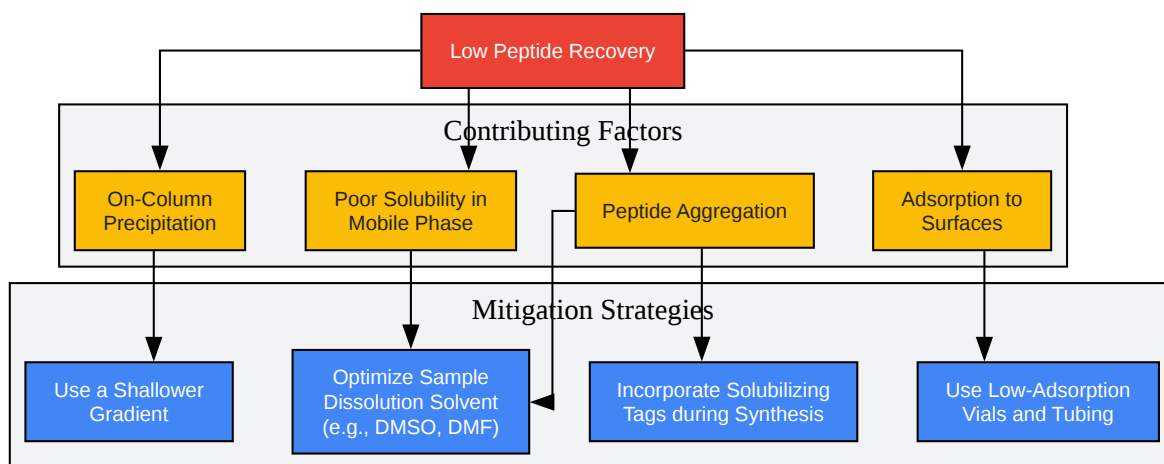 Low Peptide Recovery
Contributing Factors
On-Column
Precipitation
Poor Solubility in
Mobile Phase
Peptide Aggregation
Adsorption to
Surfaces
Mitigation Strategies
Use a Shallower
Gradient
Optimize Sample
Dissolution Solvent
(e.g., DMSO, DMF)
Incorporate Solubilizing
Tags during Synthesis
Use Low-Adsorption
Vials and Tubing